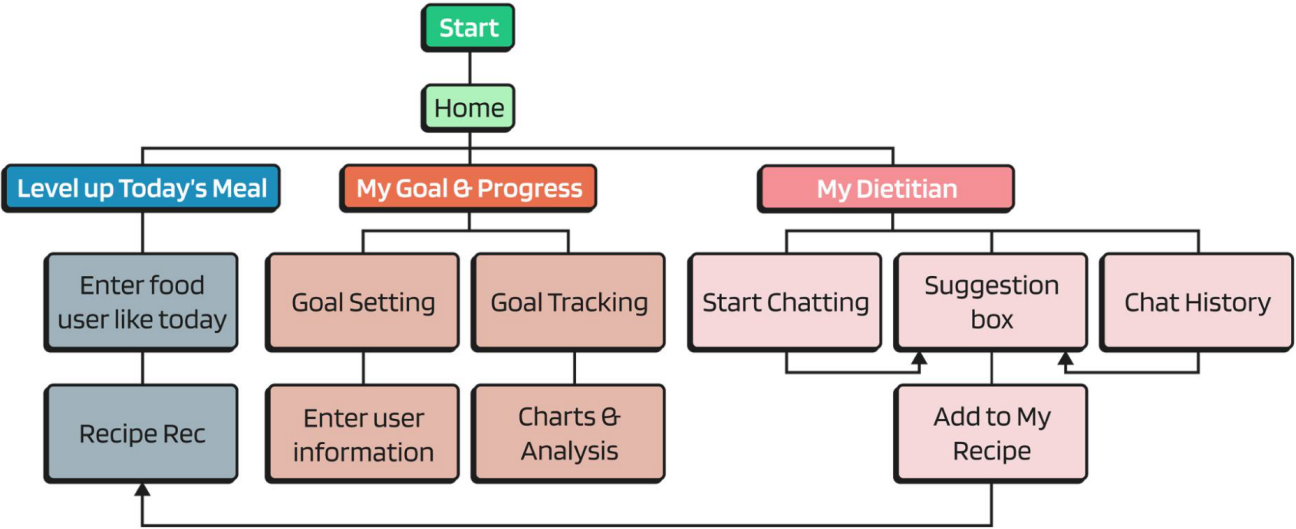 Start
Home
Level up Today's Meal
My Goal & Progress
My Dietitian
Enter food
user like today
Goal Setting
Goal Tracking
Start Chatting
Suggestion
box
Chat History
Recipe Rec
Enter user
information
Charts &
Analysis
Add to My
Recipe